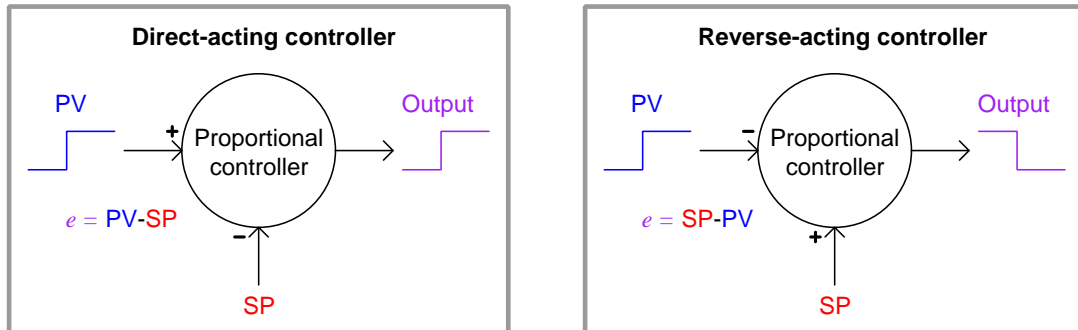 Direct-acting controller
PV
+
Proportional
controller
Output
e = PV-SP
−
SP
Reverse-acting controller
PV
−
Proportional
controller
Output
e = SP-PV
+
SP